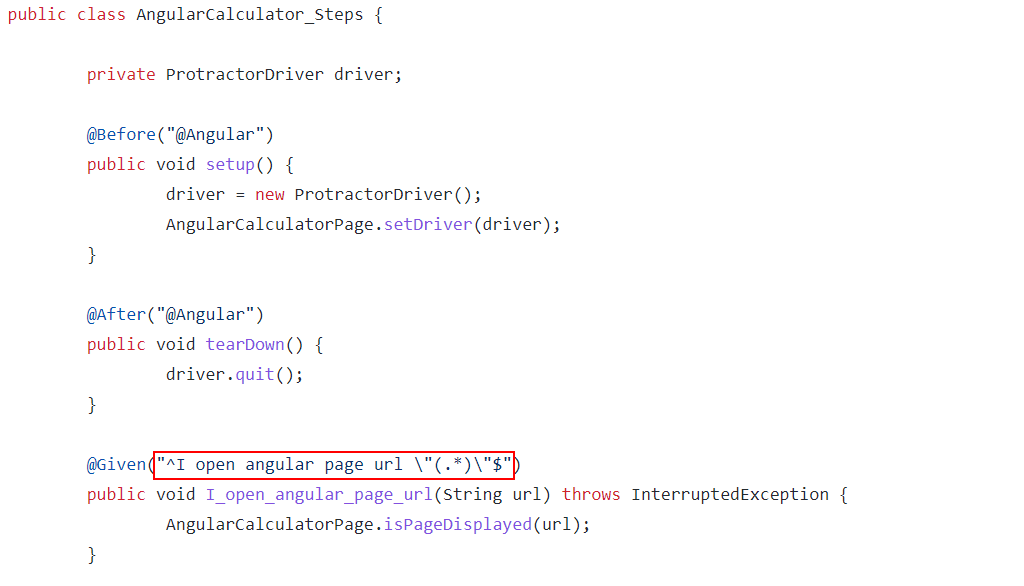 public class AngularCalculator_Steps {
private ProtractorDriver driver;
@Before("@Angular")
public void setup() {
driver = new ProtractorDriver();
AngularCalculatorPage.setDriver(driver);
}
@After("@Angular")
public void tearDown() {
driver.quit();
}
@Given("^I open angular page url \"(.*)\"$")
public void I_open_angular_page_url(String url) throws InterruptedException {
AngularCalculatorPage.isPageDisplayed(url);
}